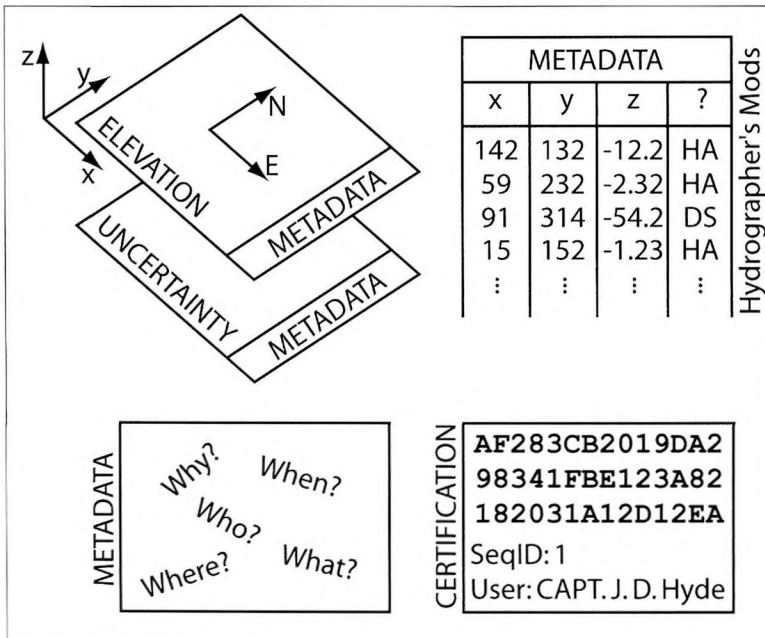 z
y
x
N
E
ELEVATION
METADATA
UNCERTAINTY
METADATA
METADATA
x y z ?
142 132 -12.2 HA
59 232 -2.32 HA
91 314 -54.2 DS
15 152 -1.23 HA
⋮ ⋮ ⋮ ⋮
Hydrographer's Mods
METADATA
Why?
When?
Who?
What?
Where?
CERTIFICATION
AF283CB2019DA2
98341FBE123A82
182031A12D12EA
SeqID: 1
User: CAPT. J. D. Hyde